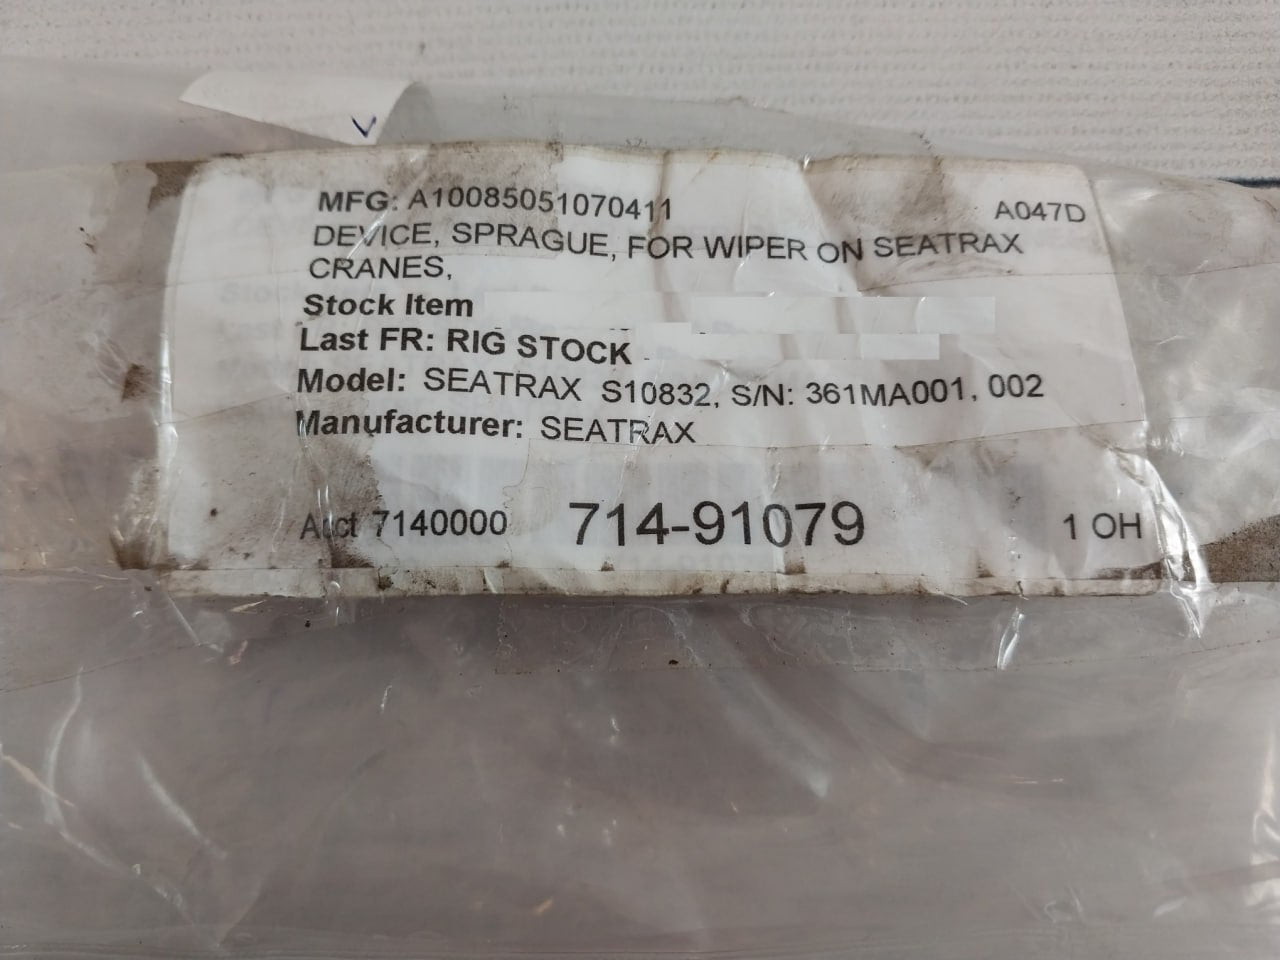 MFG: A10085051070411 A047D
DEVICE, SPRAGUE, FOR WIPER ON SEATRAX
CRANES,
Stock Item
Last FR: RIG STOCK
Model: SEATRAX S10832, S/N: 361MA001, 002
Manufacturer: SEATRAX
Acct 7140000 714-91079 1 OH